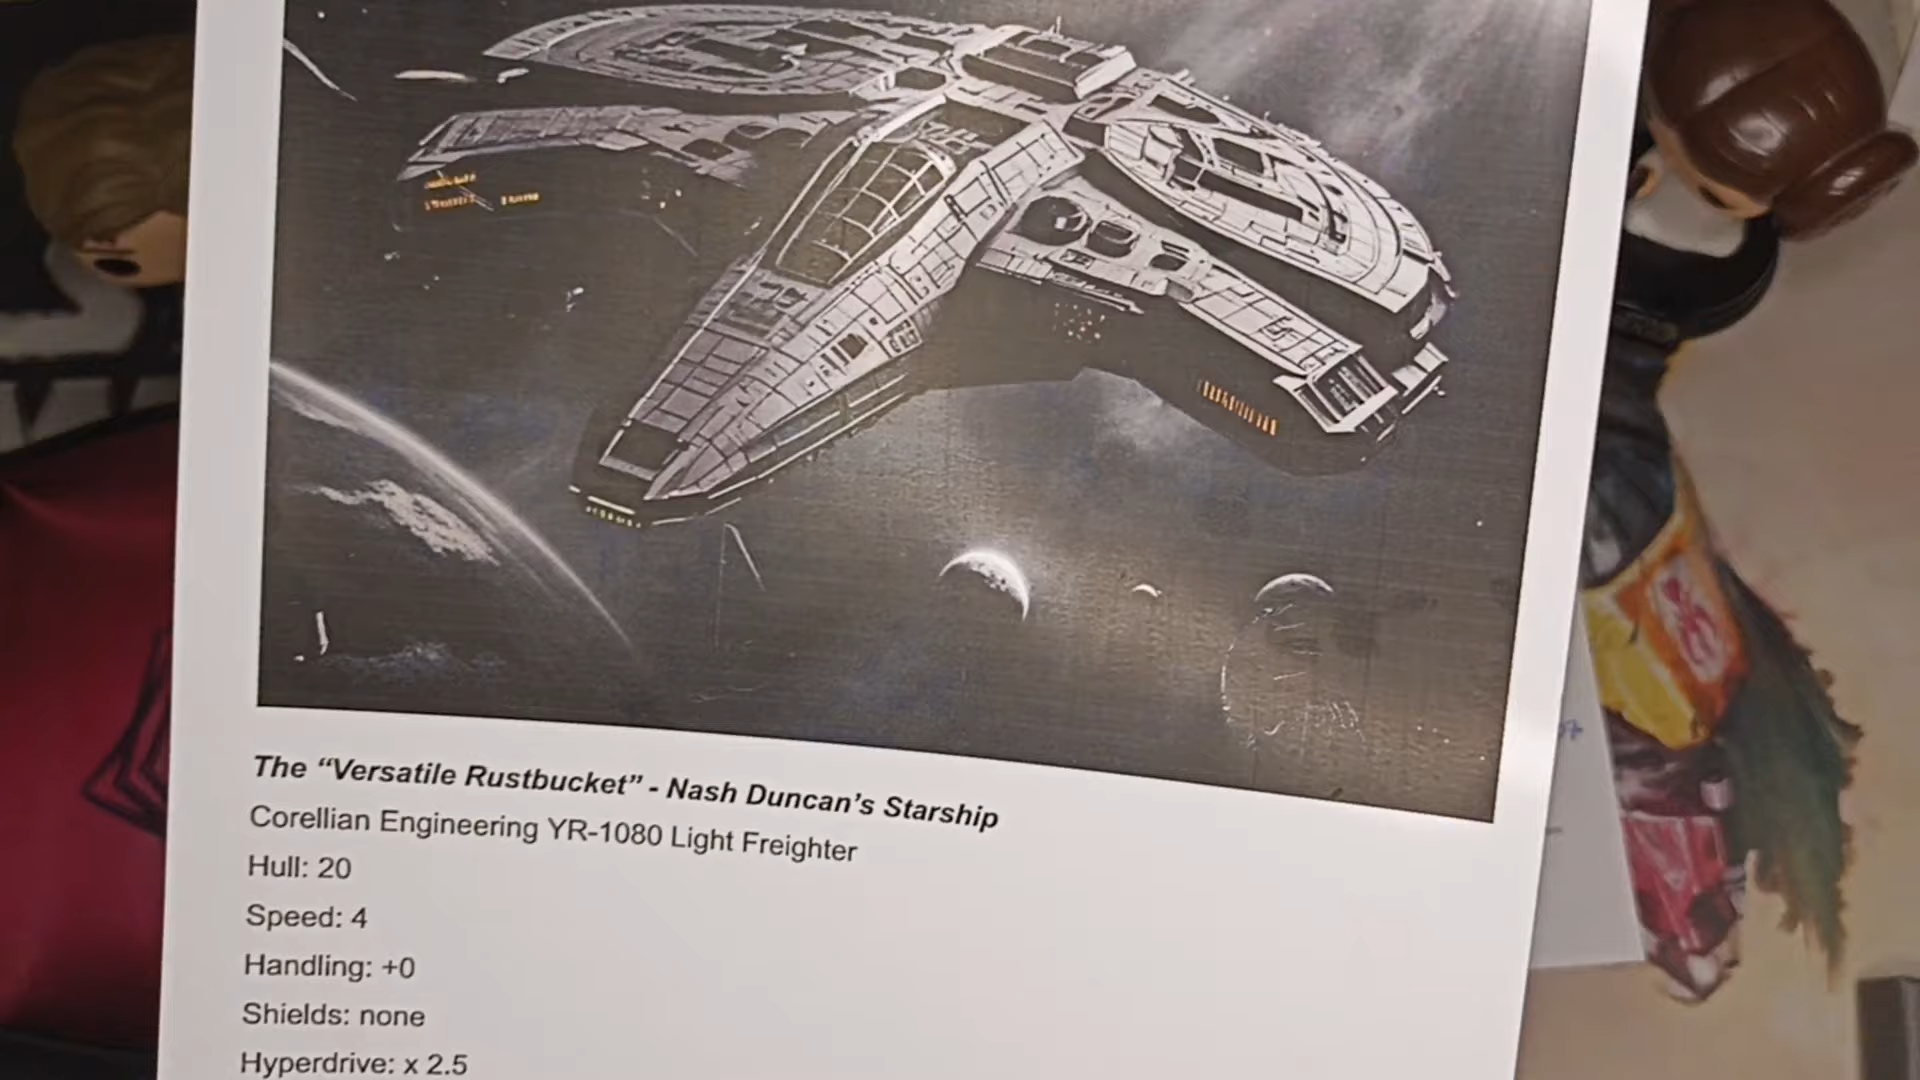 The “Versatile Rustbucket” - Nash Duncan’s Starship
Corellian Engineering YR-1080 Light Freighter
Hull: 20
Speed: 4
Handling: +0
Shields: none
Hyperdrive: x 2.5